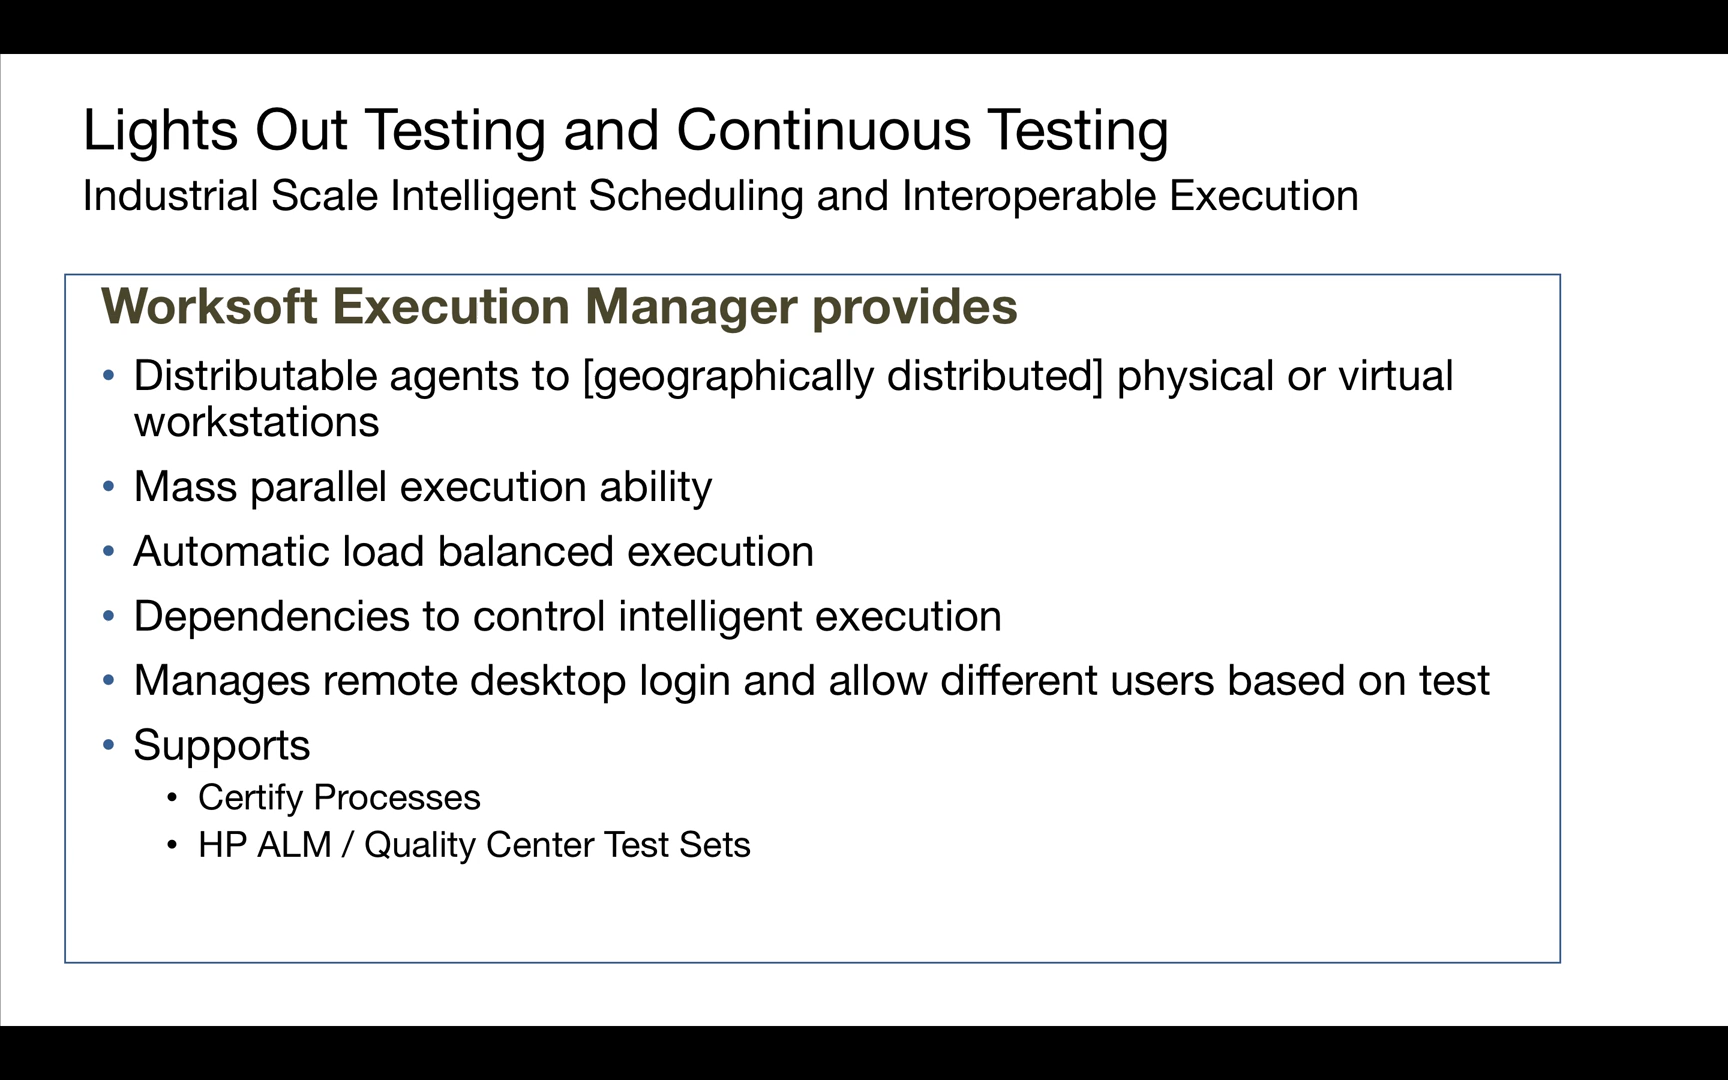 Lights Out Testing and Continuous Testing
Industrial Scale Intelligent Scheduling and Interoperable Execution
Worksoft Execution Manager provides
• Distributable agents to [geographically distributed] physical or virtual
workstations
• Mass parallel execution ability
• Automatic load balanced execution
• Dependencies to control intelligent execution
• Manages remote desktop login and allow different users based on test
• Supports
• Certify Processes
• HP ALM / Quality Center Test Sets